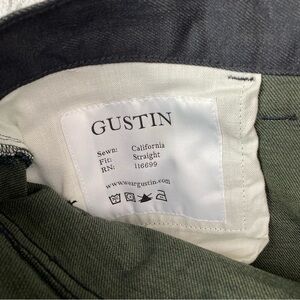 GUSTIN
Sewn: California
Fit: Straight
RN: 116699
www.weargustin.com